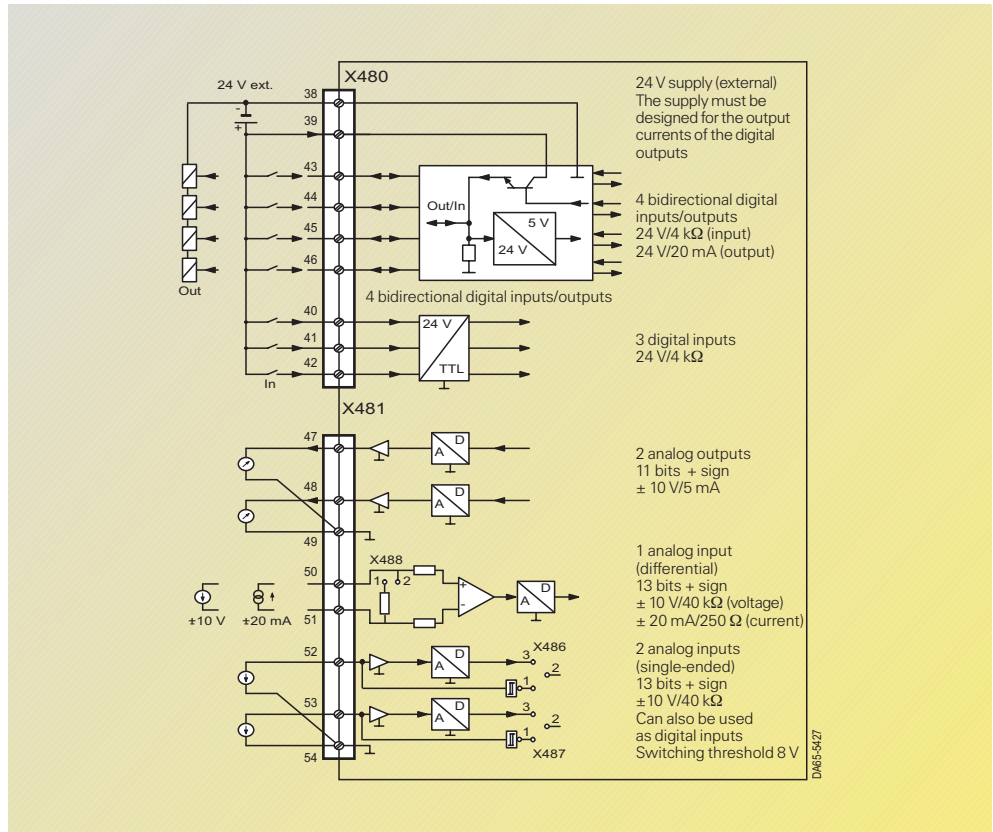 X480
24 V ext.
38
-
+
39
43
44
45
46
Out
Out/In
5 V
24 V
4 bidirectional digital inputs/outputs
40
41
42
In
24 V
TTL
24 V supply (external)
The supply must be
designed for the output
currents of the digital
outputs
4 bidirectional digital
inputs/outputs
24 V/4 kΩ (input)
24 V/20 mA (output)
3 digital inputs
24 V/4 kΩ
X481
47
D
A
48
D
A
49
2 analog outputs
11 bits + sign
± 10 V/5 mA
50
X488
1 2
+
-
D
A
51
±10 V
±20 mA
1 analog input
(differential)
13 bits + sign
± 10 V/40 kΩ (voltage)
± 20 mA/250 Ω (current)
52
D
A
X486
3
2
1
53
D
A
3
2
1
X487
54
2 analog inputs
(single-ended)
13 bits + sign
±10 V/40 kΩ
Can also be used
as digital inputs
Switching threshold 8 V
DA65-5427